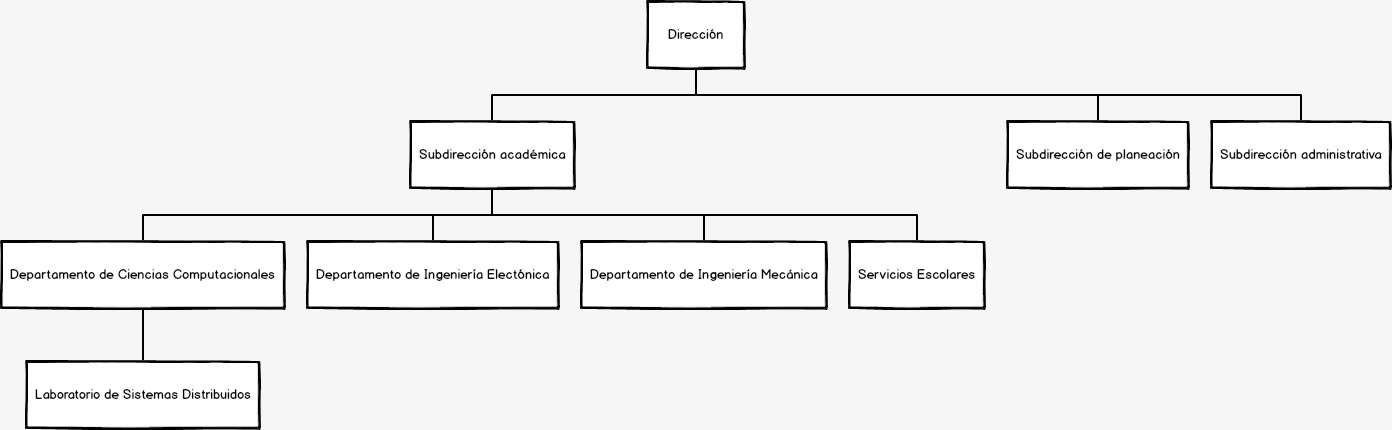 Dirección
Subdirección académica
Subdirección de planeación
Subdirección administrativa
Departamento de Ciencias Computacionales
Departamento de Ingeniería Electónica
Departamento de Ingeniería Mecánica
Servicios Escolares
Laboratorio de Sistemas Distribuidos